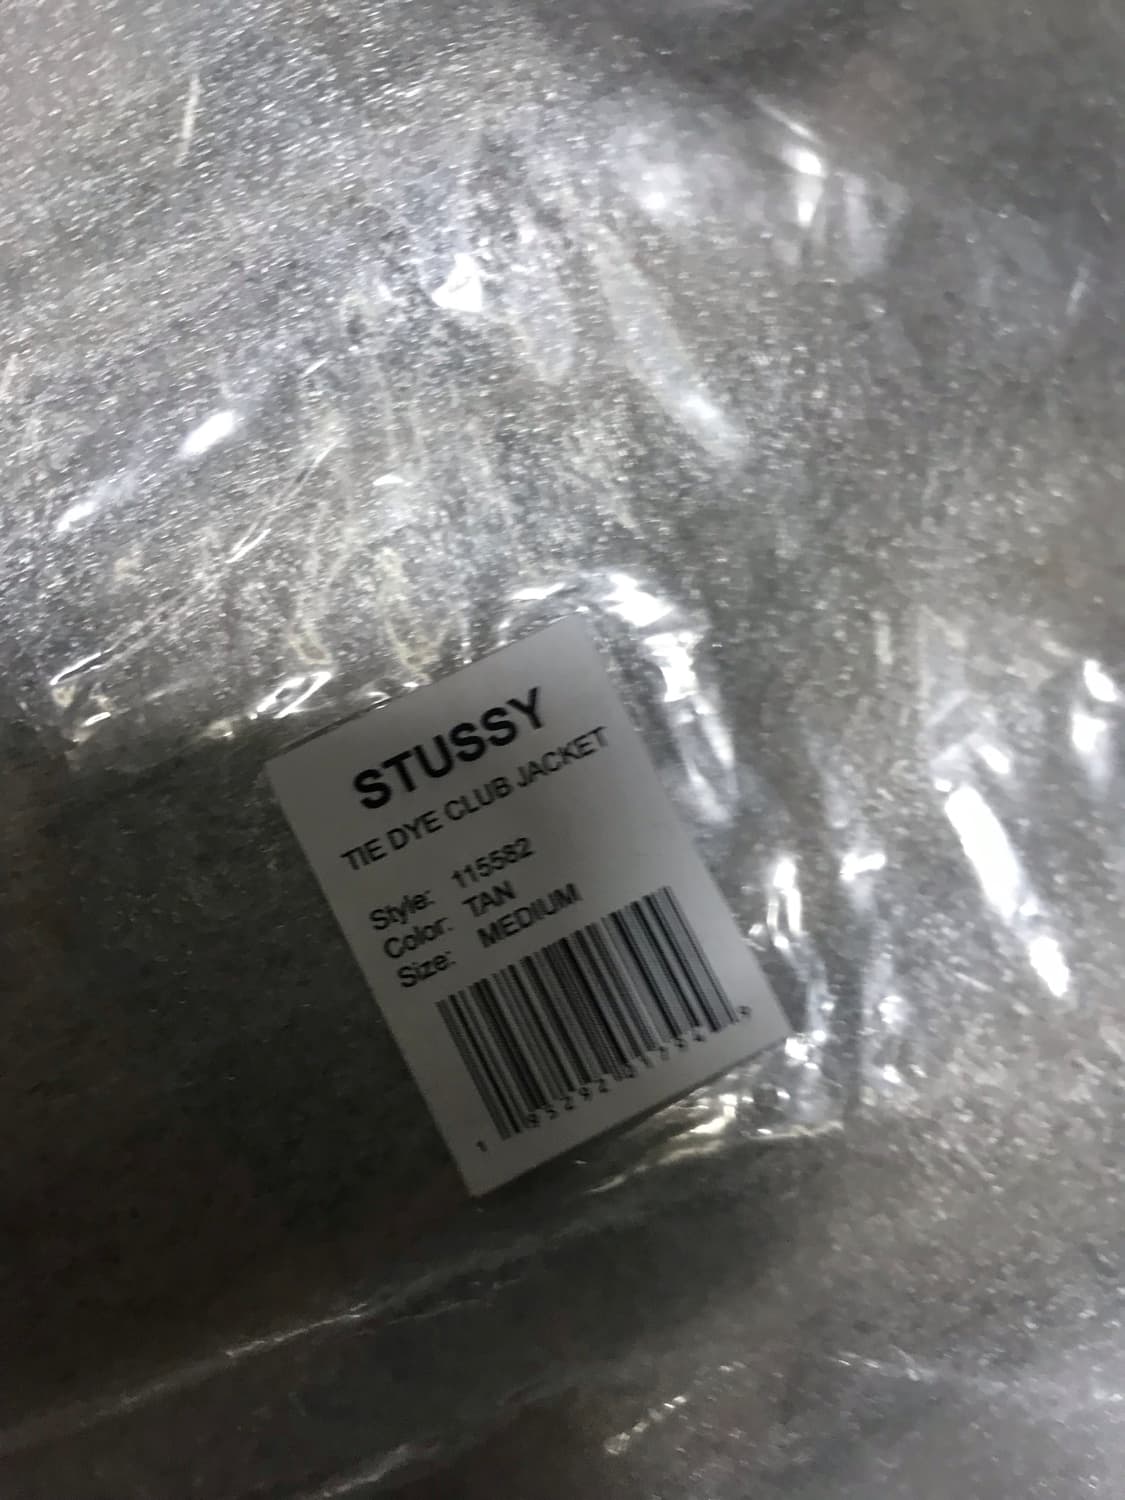 STUSSY
TIE DYE CLUB JACKET
Style: 115582
Color: TAN
Size: MEDIUM